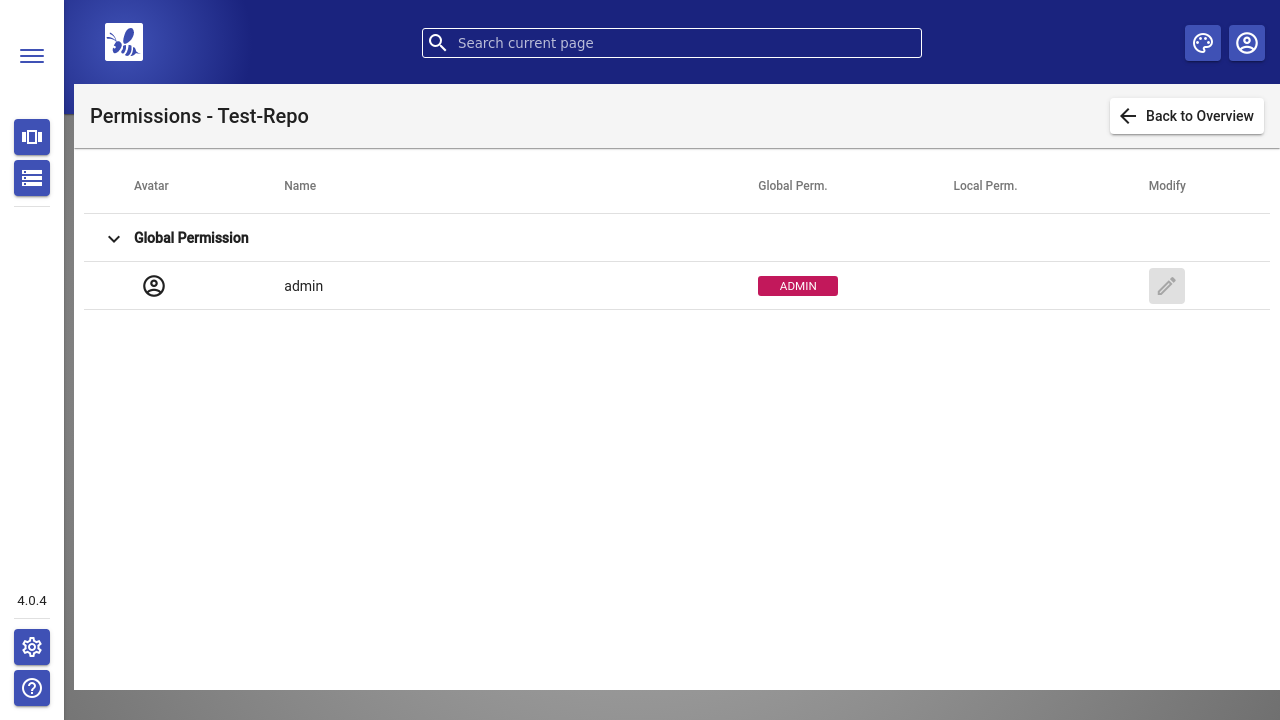 Search current page
Permissions - Test-Repo
Back to Overview
Avatar Name Global Perm. Local Perm. Modify
Global Permission
admin ADMIN
4.0.4